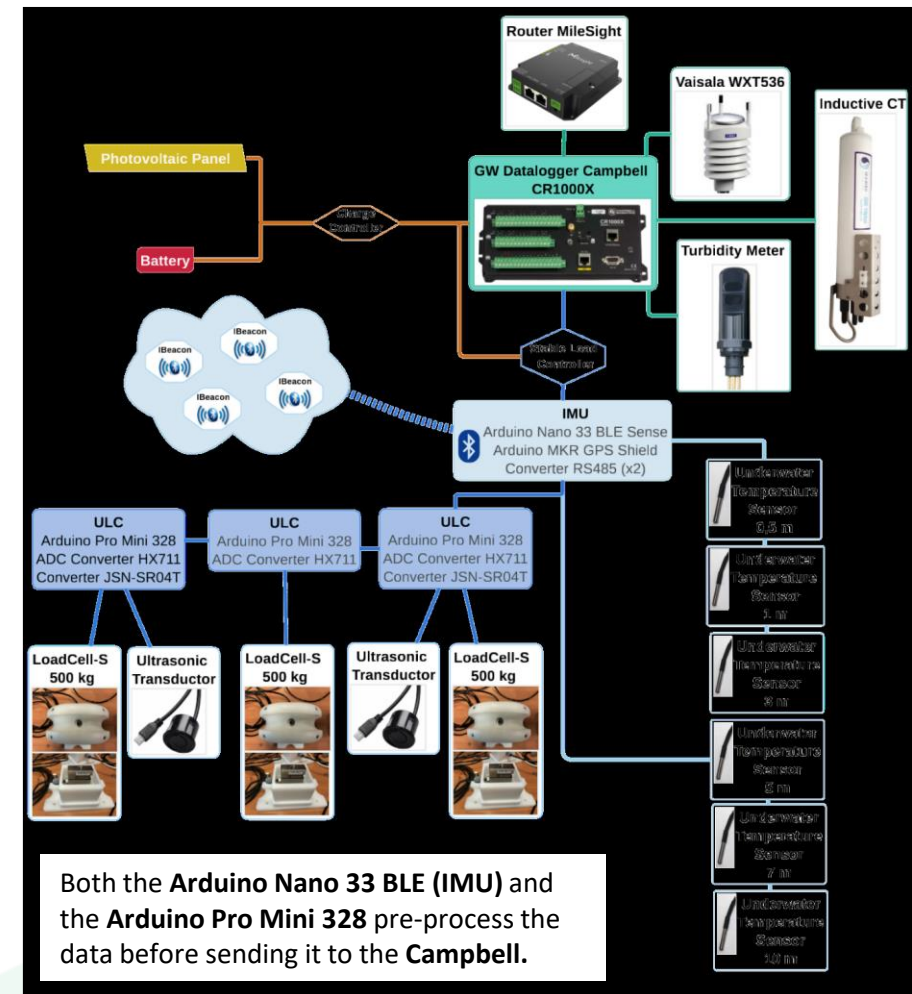 Router MileSight
Vaisala WXT536
Inductive CT
Photovoltaic Panel
GW Datalogger Campbell
CR1000X
CR1000X
Charge
Controller
Battery
Turbidity Meter
IBeacon
IBeacon
IBeacon
IBeacon
Stable Load
Controller
IMU
Arduino Nano 33 BLE Sense
Arduino MKR GPS Shield
Converter RS485 (x2)
Underwater
Temperature
Sensor
0,5 m
ULC
Arduino Pro Mini 328
ADC Converter HX711
Converter JSN-SR04T
ULC
Arduino Pro Mini 328
ADC Converter HX711
ULC
Arduino Pro Mini 328
ADC Converter HX711
Converter JSN-SR04T
Underwater
Temperature
Sensor
1 m
LoadCell-S
500 kg
Ultrasonic
Transductor
LoadCell-S
500 kg
Ultrasonic
Transductor
LoadCell-S
500 kg
Underwater
Temperature
Sensor
3 m
Underwater
Temperature
Sensor
5 m
Underwater
Temperature
Sensor
7 m
Underwater
Temperature
Sensor
10 m
Both the Arduino Nano 33 BLE (IMU) and
the Arduino Pro Mini 328 pre-process the
data before sending it to the Campbell.